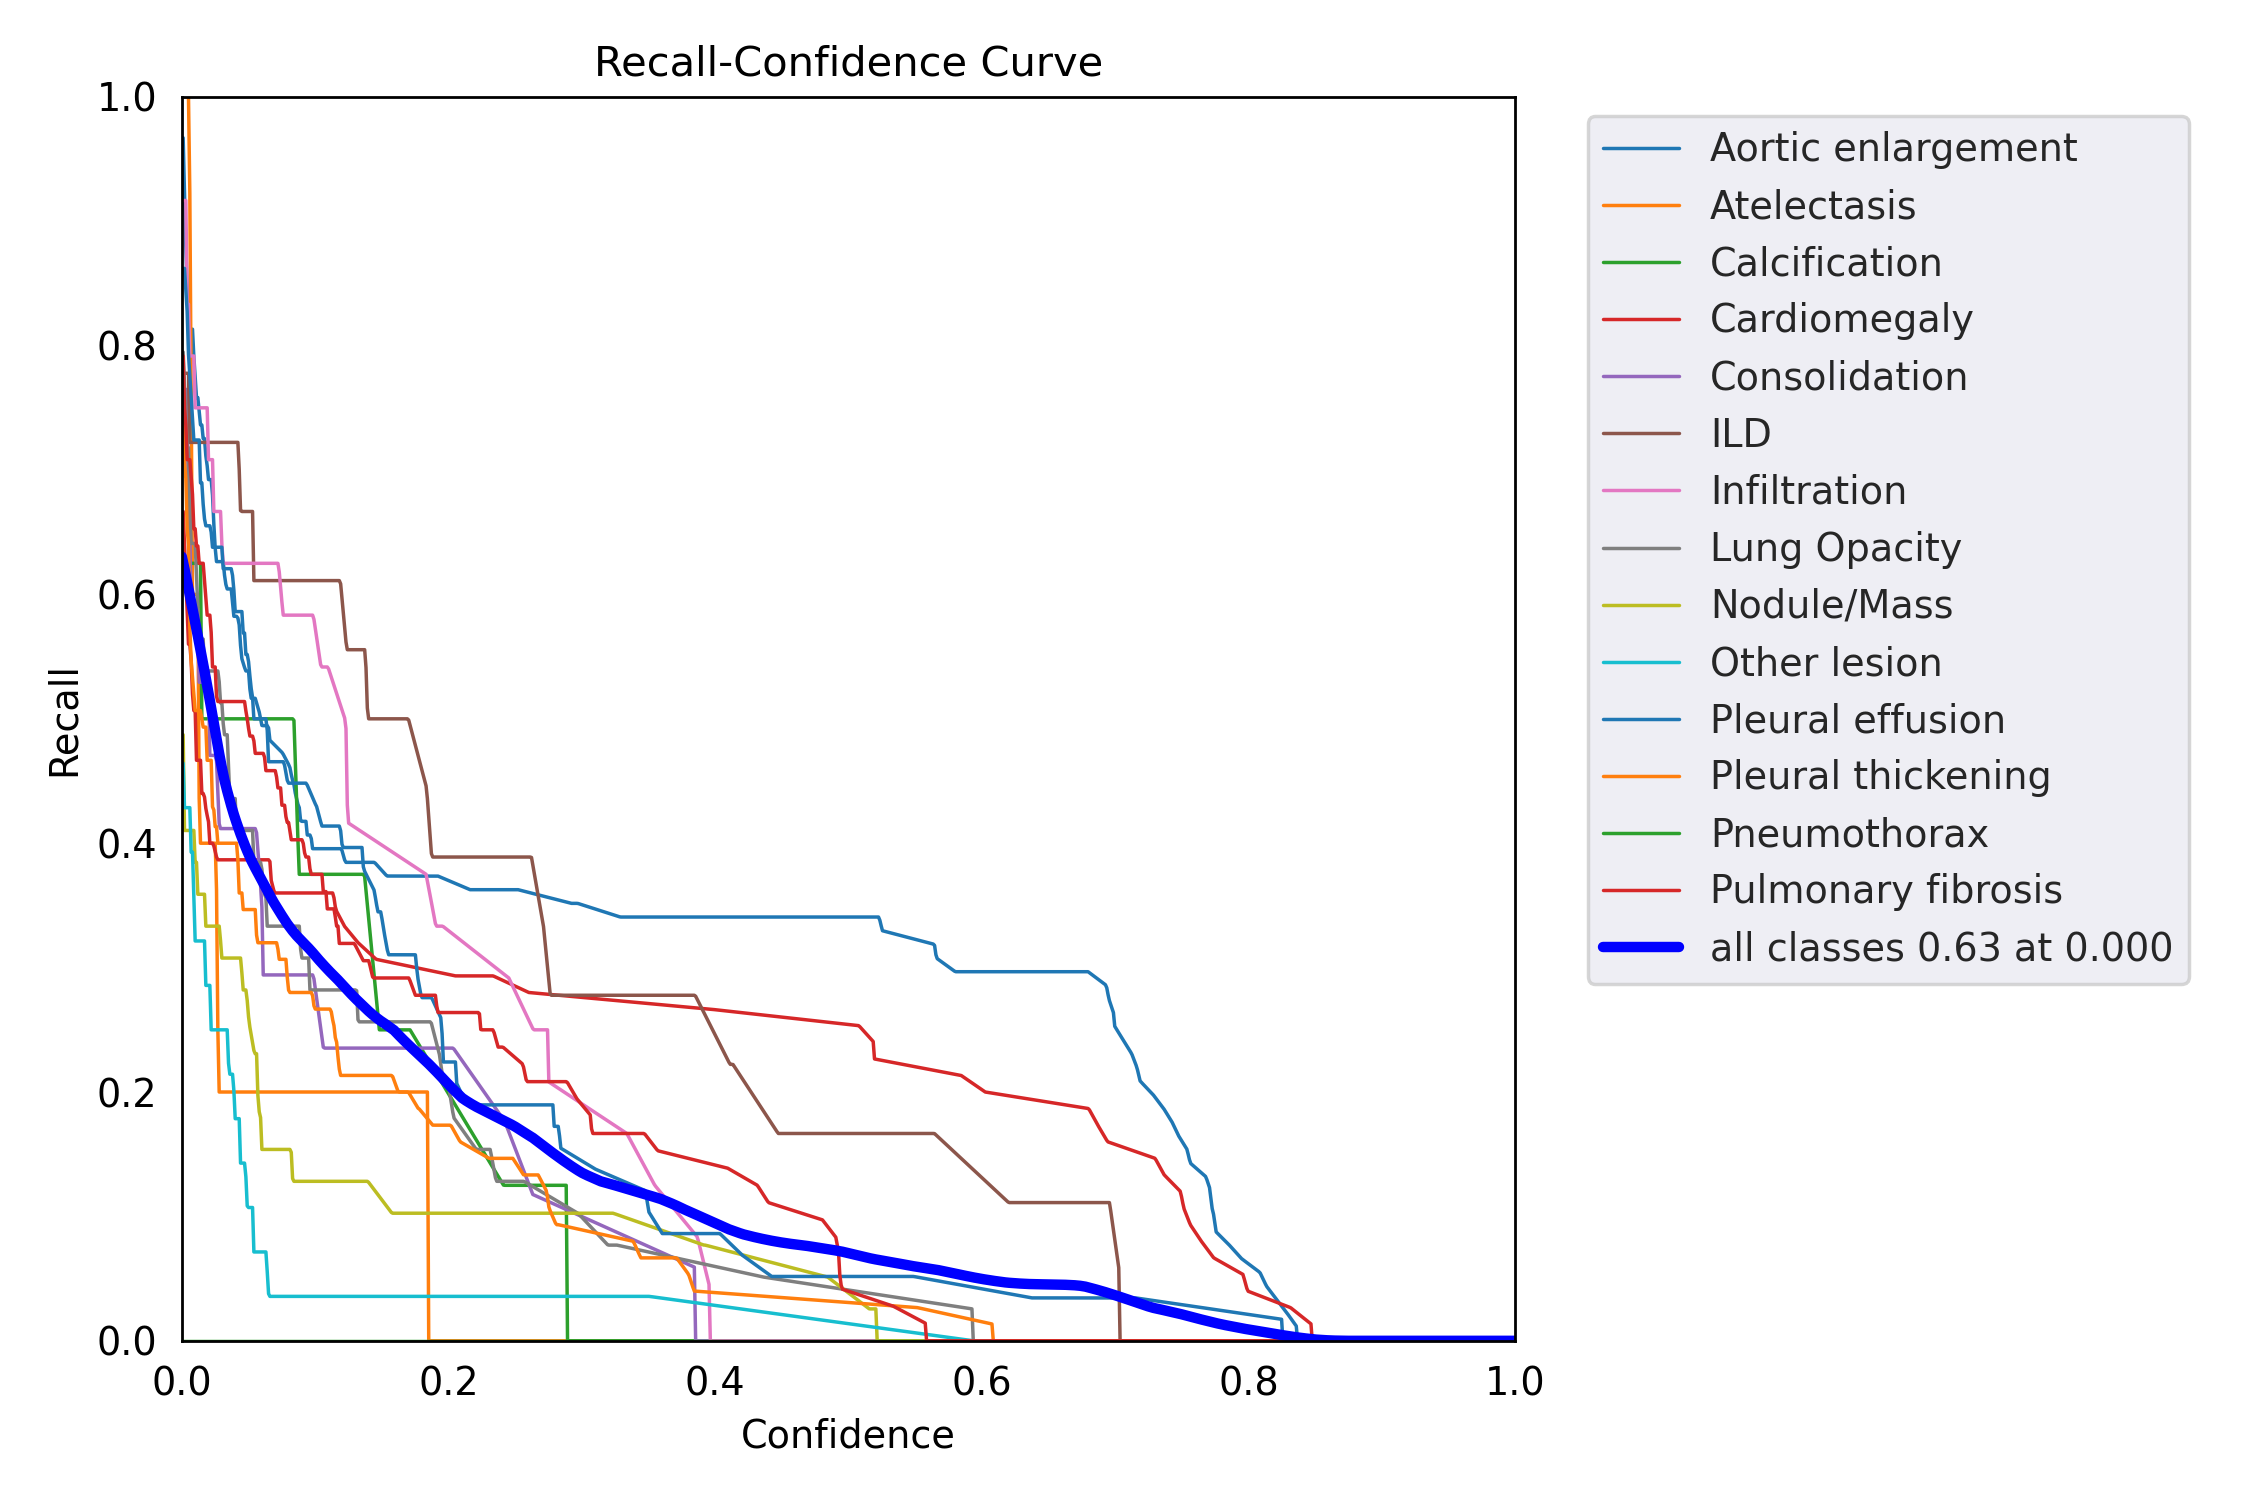 Recall-Confidence Curve
1.0
0.8
0.6
0.4
0.2
0.0
Recall
0.0 0.2 0.4 0.6 0.8 1.0
Confidence
Aortic enlargement
Atelectasis
Calcification
Cardiomegaly
Consolidation
ILD
Infiltration
Lung Opacity
Nodule/Mass
Other lesion
Pleural effusion
Pleural thickening
Pneumothorax
Pulmonary fibrosis
all classes 0.63 at 0.000